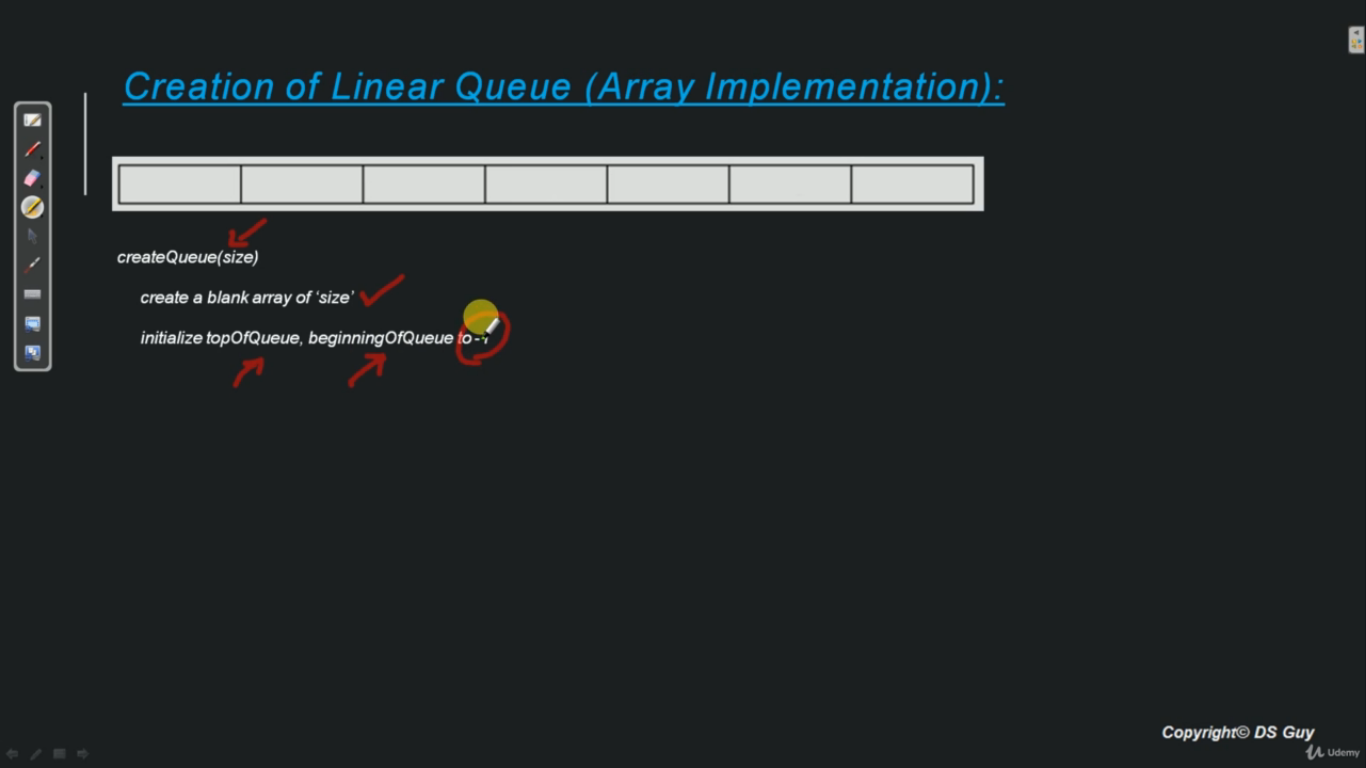 Creation of Linear Queue (Array Implementation):
createQueue(size)
create a blank array of ‘size’
initialize topOfQueue, beginningOfQueue to -1
Copyright© DS Guy
Udemy